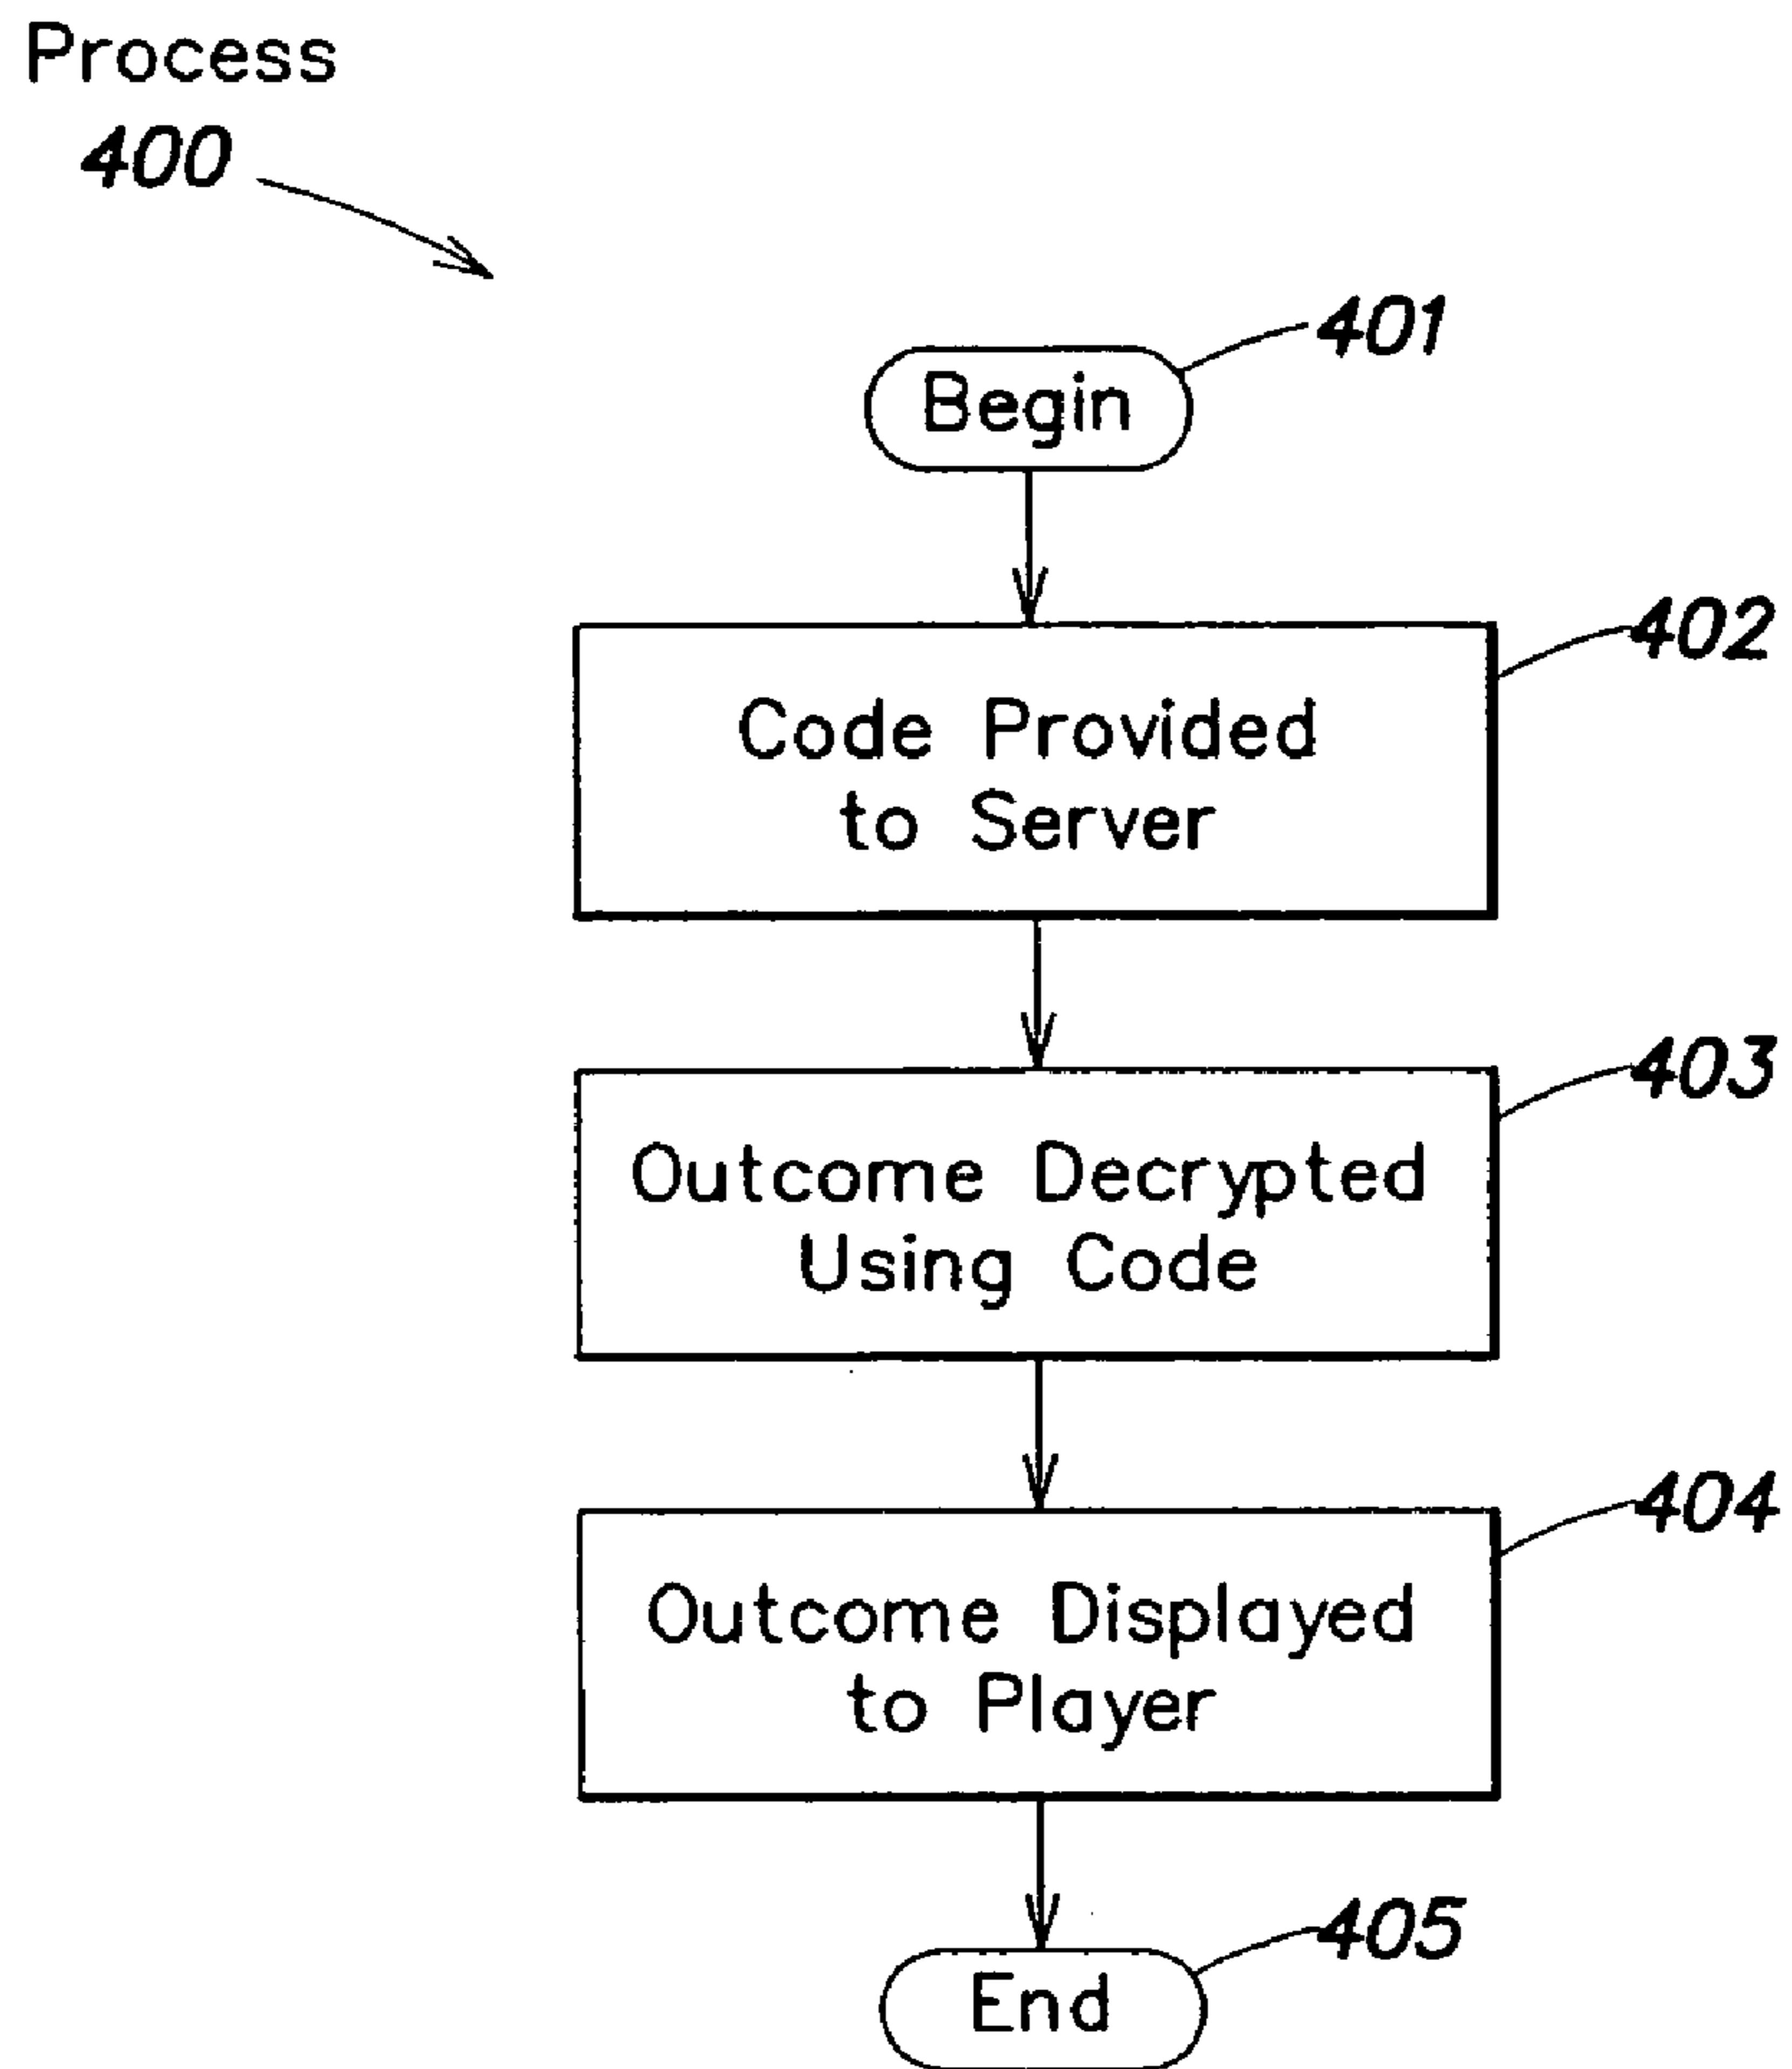 Process
400
401
Begin
402
Code Provided
to Server
403
Outcome Decrypted
Using Code
404
Outcome Displayed
to Player
405
End